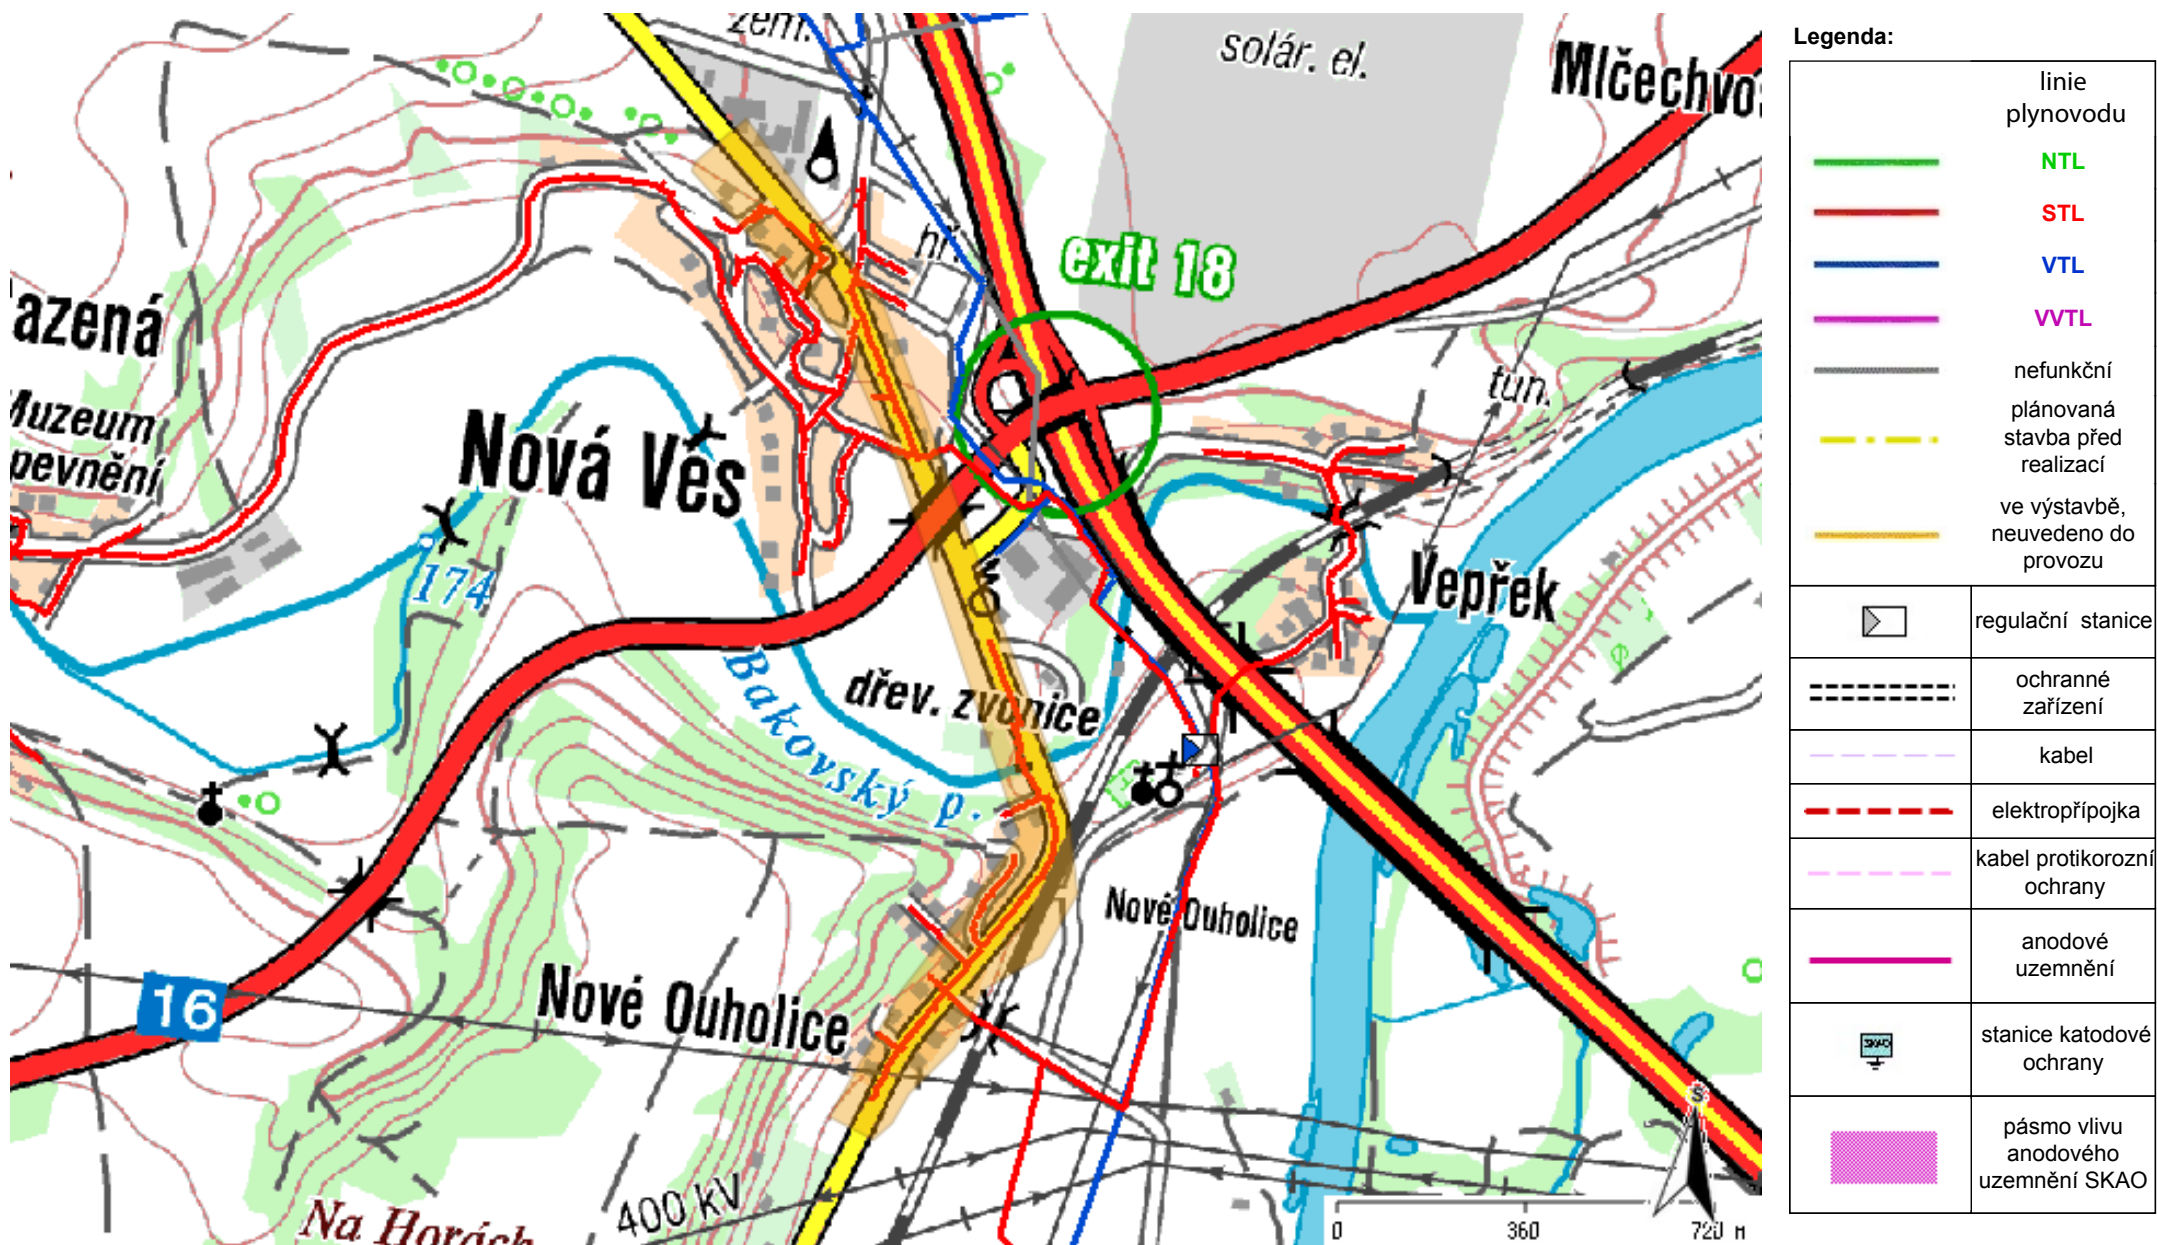 zem.
solár. el.
Mlčechvo
hř.
exit 18
azená
Muzeum
pevnění
Nová Ves
tun.
174
Vepřek
dřev. zvonice
Bakovský p.
Nové Ouholice
16
Nové Ouholice
400 kV
Na Horách
S
0 360 720 M
Legenda:
linie
plynovodu
NTL
STL
VTL
VVTL
nefunkční
plánovaná
stavba před
realizací
ve výstavbě,
neuvedeno do
provozu
regulační stanice
ochranné
zařízení
kabel
elektropřípojka
kabel protikorozní
ochrany
anodové
uzemnění
SKAO
stanice katodové
ochrany
pásmo vlivu
anodového
uzemnění SKAO